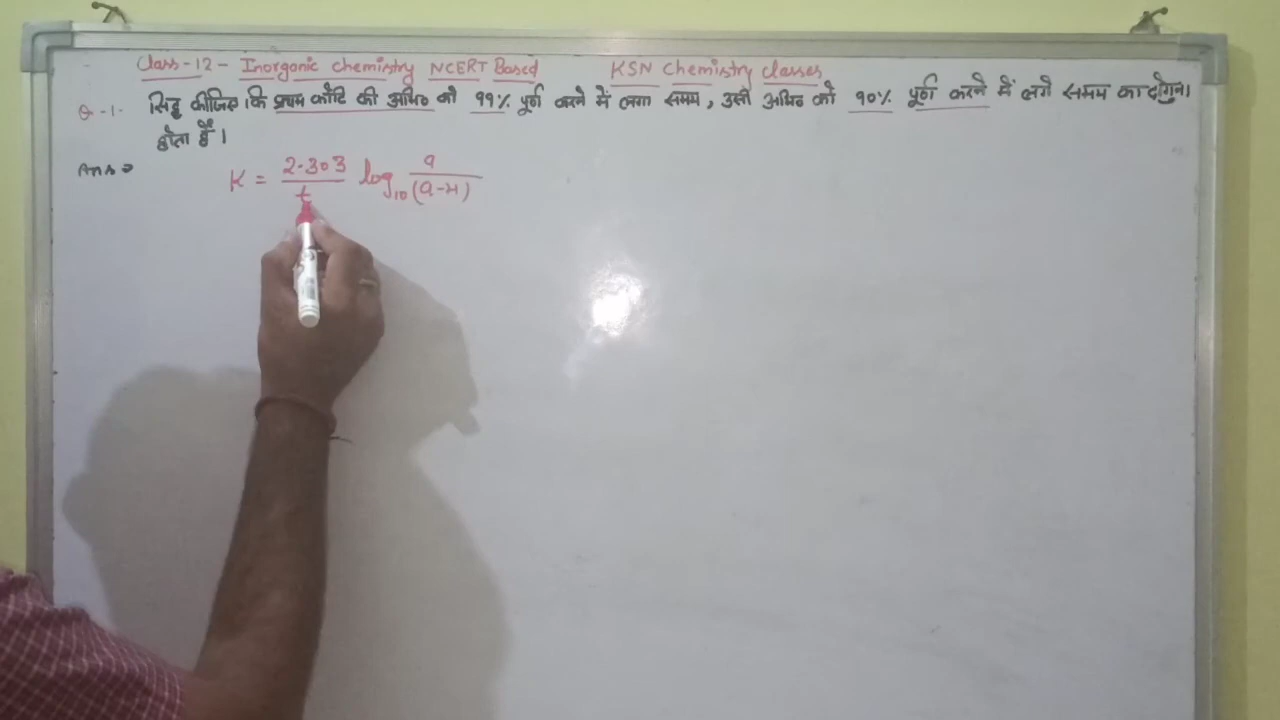 Class-12 - Inorganic chemistry NCERT Based KSN Chemistry classes
Q-1- सिद्ध कीजिए कि प्रथम कोटि की अभि० को 99% पूर्ण करने में लगा समय, उसी अभि० को 90% पूर्ण करने में लगे समय का दोगुना
होता है।
Ans⇒ K = 2.303/t log₁₀ a/(a-x)